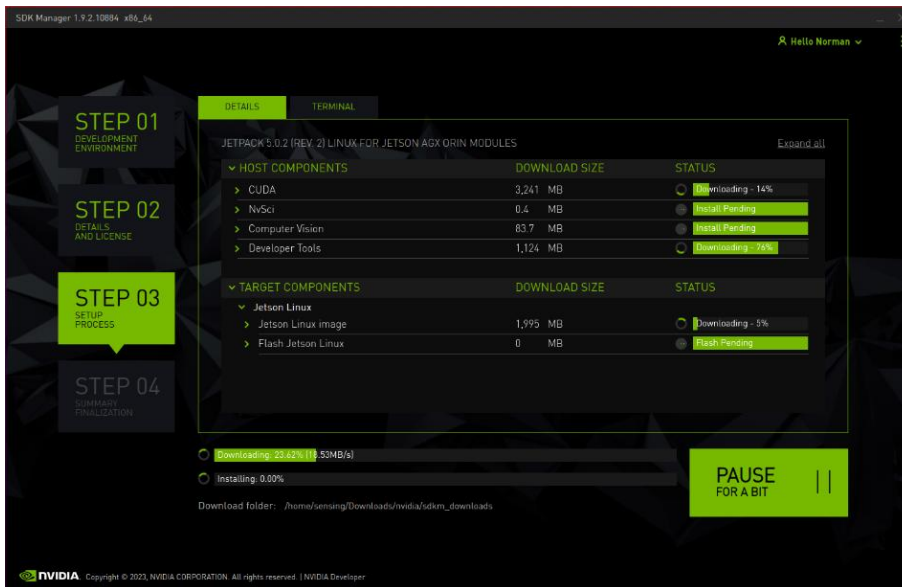 SDK Manager 1.9.2.10884 x86_64
Hello Norman
STEP 01
DEVELOPMENT
ENVIRONMENT
STEP 02
DETAILS
AND LICENSE
STEP 03
SETUP
PROCESS
STEP 04
SUMMARY
FINALIZATION
DETAILS TERMINAL
JETPACK 5.0.2 (REV. 2) LINUX FOR JETSON AGX ORIN MODULES Expand all
HOST COMPONENTS DOWNLOAD SIZE STATUS
CUDA 3,241 MB Downloading - 14%
NvSci 0.4 MB Install Pending
Computer Vision 83.7 MB Install Pending
Developer Tools 1,124 MB Downloading - 76%
TARGET COMPONENTS DOWNLOAD SIZE STATUS
Jetson Linux
Jetson Linux image 1,995 MB Downloading - 5%
Flash Jetson Linux 0 MB Flash Pending
Downloading: 23.62% (18.53MB/s)
Installing: 0.00%
Download folder: /home/sensing/Downloads/nvidia/sdkm_downloads
PAUSE
FOR A BIT
NVIDIA. Copyright © 2023, NVIDIA CORPORATION. All rights reserved. | NVIDIA Developer